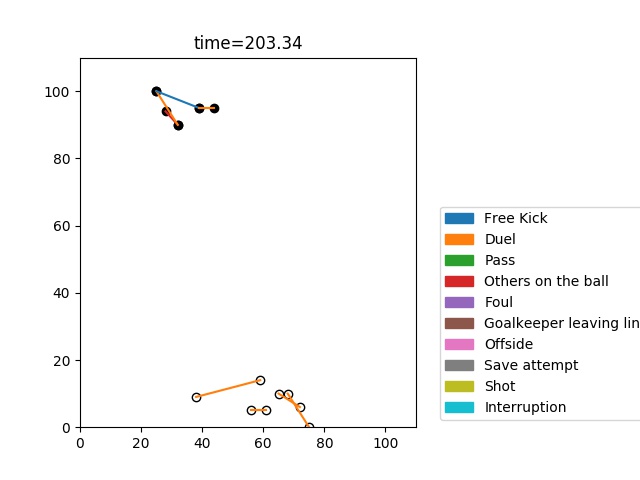 time=203.34
100
80
60
40
20
0
0 20 40 60 80 100
Free Kick
Duel
Pass
Others on the ball
Foul
Goalkeeper leaving lin
Offside
Save attempt
Shot
Interruption